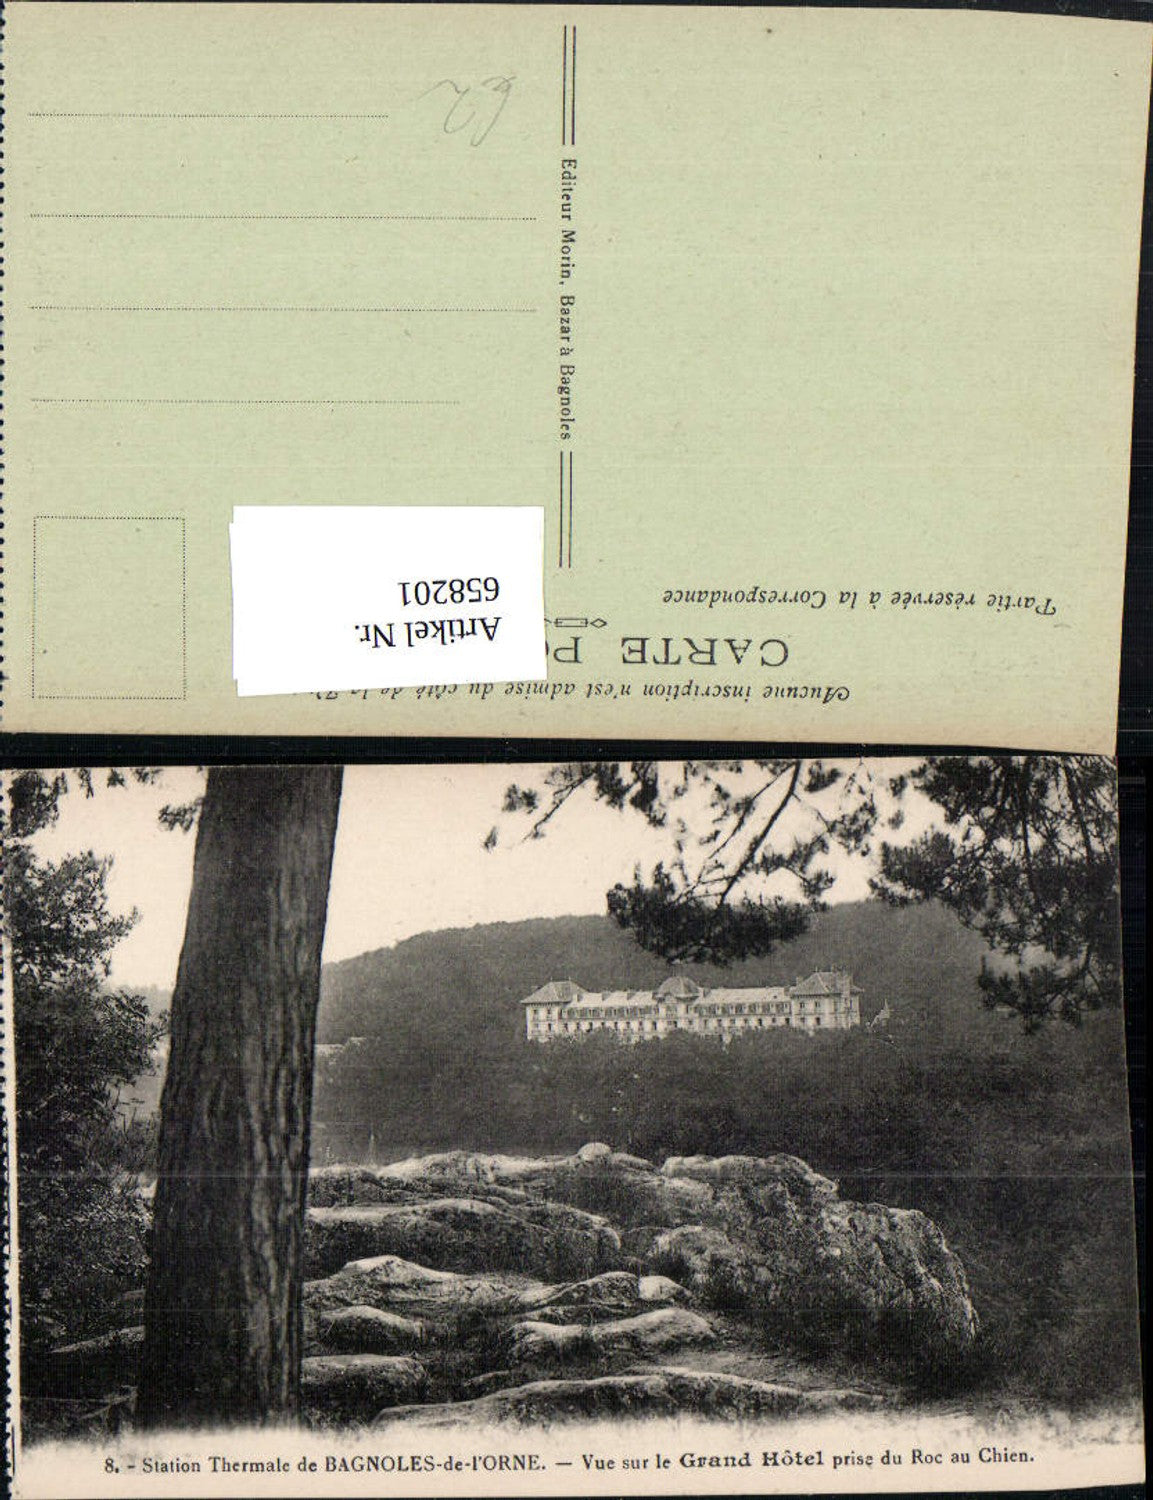 Aucune inscription n'est admise du côté de la
CARTE PO
Partie réservée à la Correspondance
Editeur Morin, Bazar à Bagnoles
Artikel Nr.
658201
8. - Station Thermale de BAGNOLES-de-l'ORNE. — Vue sur le Grand Hôtel prise du Roc au Chien.